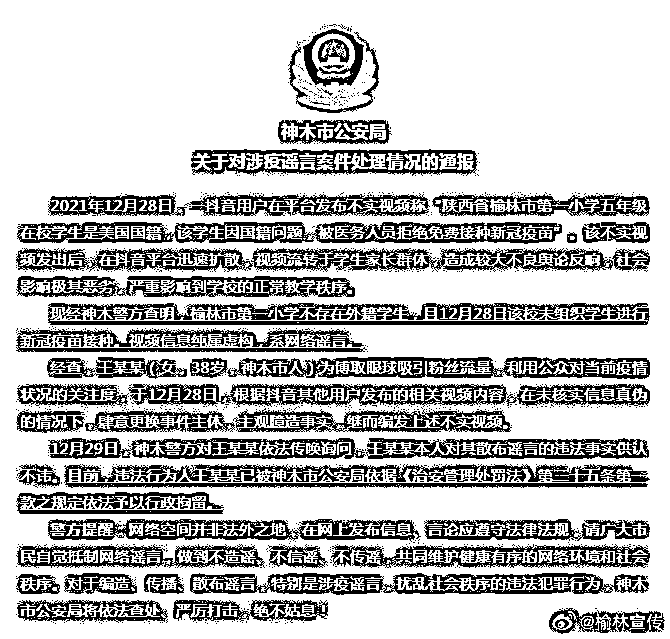 神木市公安局
关于对涉疫谣言案件处理情况的通报
2021年12月28日，一抖音用户在平台发布不实视频称“陕西省榆林市第一小学五年级
在校学生是美国国籍，该学生因国籍问题，被医务人员拒绝免费接种新冠疫苗”。该不实视
频发出后，在抖音平台迅速扩散，视频流转于学生家长群体，造成较大不良舆论反响，社会
影响极其恶劣，严重影响到学校的正常教学秩序。
现经神木警方查明，榆林市第一小学不存在外籍学生，且12月28日该校未组织学生进行
新冠疫苗接种，视频信息纯属虚构，系网络谣言。
经查，王某某（女，38岁，神木市人）为博取眼球吸引粉丝流量，利用公众对当前疫情
状况的关注度，于12月28日，根据抖音其他用户发布的相关视频内容，在未核实信息真伪
的情况下，肆意更换事件主体，主观臆造事实，继而编发上述不实视频。
12月29日，神木警方对王某某依法传唤询问，王某某本人对其散布谣言的违法事实供认
不讳。目前，违法行为人王某某已被神木市公安局依据《治安管理处罚法》第二十五条第一
款之规定依法予以行政拘留。
警方提醒：网络空间并非法外之地，在网上发布信息、言论应遵守法律法规，请广大市
民自觉抵制网络谣言，做到不造谣、不信谣、不传谣，共同维护健康有序的网络环境和社会
秩序。对于编造、传播、散布谣言，特别是涉疫谣言，扰乱社会秩序的违法犯罪行为，神木
市公安局将依法查处、严厉打击，绝不姑息！
@榆林宣传